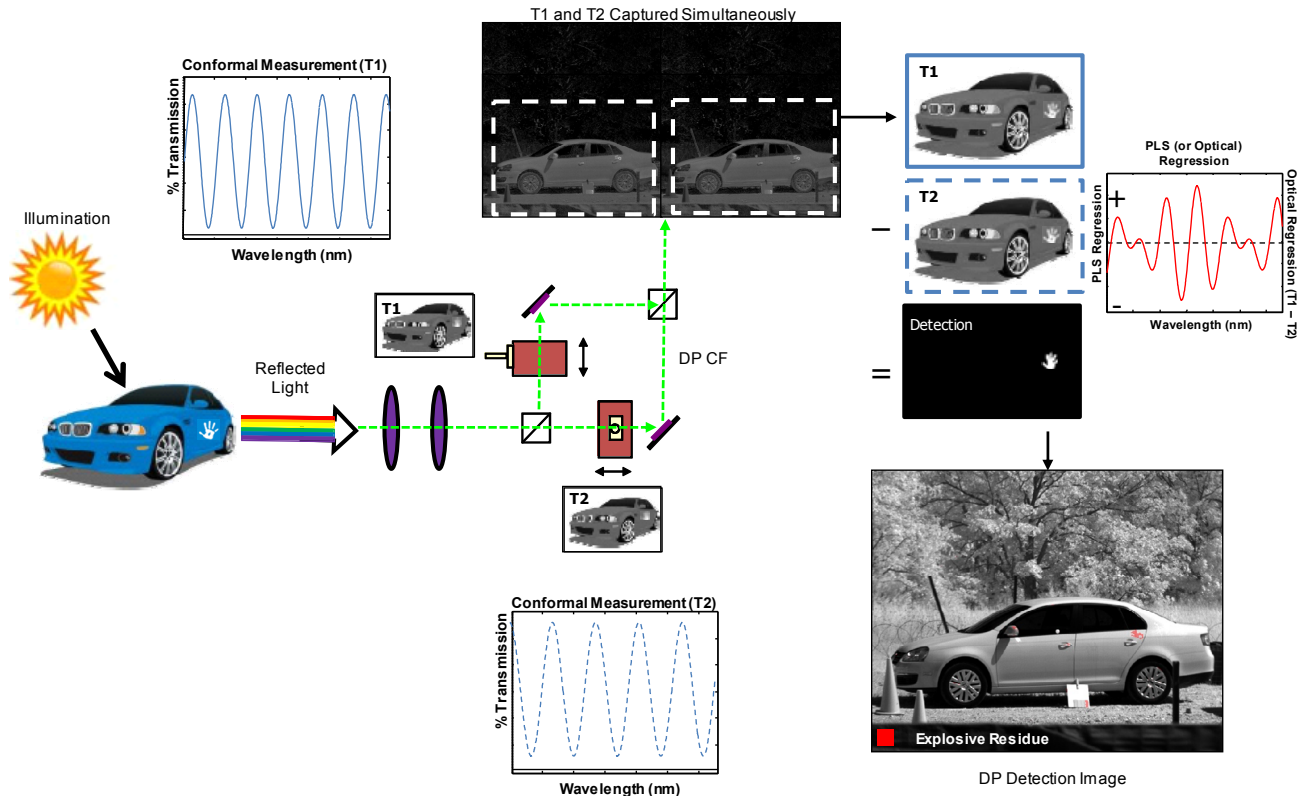 T1 and T2 Captured Simultaneously
Conformal Measurement (T1)
% Transmission
Wavelength (nm)
Illumination
Reflected
Light
T1
DP CF
T2
Conformal Measurement (T2)
% Transmission
Wavelength (nm)
T1
−
T2
=
Detection
PLS (or Optical)
Regression
PLS Regression
+
–
Optical Regression (T1 – T2)
Wavelength (nm)
Explosive Residue
DP Detection Image